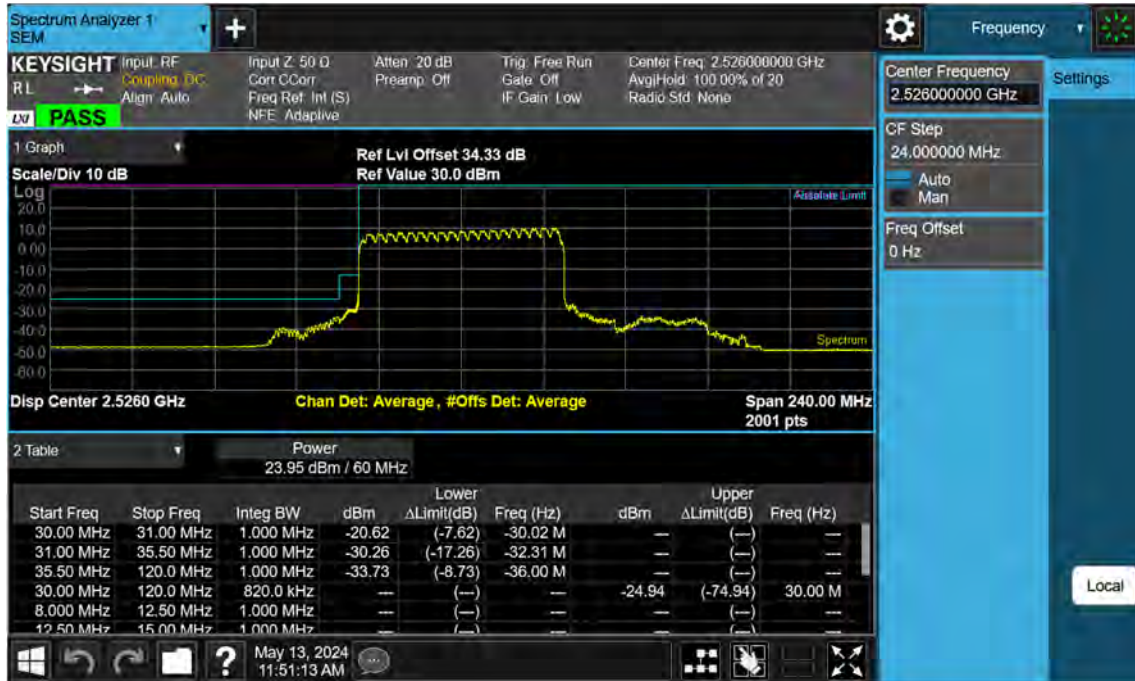 Spectrum Analyzer 1
SEM
+
Frequency
KEYSIGHT
R L
LXI PASS
Input: RF
Coupling: DC
Align: Auto
Input Z: 50 Ω
Corr CCorr
Freq Ref: Int (S)
NFE: Adaptive
Atten: 20 dB
Preamp: Off
Trig: Free Run
Gate: Off
IF Gain: Low
Center Freq: 2.526000000 GHz
Avg|Hold: 100.00% of 20
Radio Std: None
Center Frequency
2.526000000 GHz
Settings
CF Step
24.000000 MHz
Auto
Man
Freq Offset
0 Hz
Local
1 Graph
Scale/Div 10 dB
Ref Lvl Offset 34.33 dB
Ref Value 30.0 dBm
Log
Absolute Limit
20.0
10.0
0.00
-10.0
-20.0
-30.0
-40.0
-50.0
-60.0
Spectrum
Disp Center 2.5260 GHz
Chan Det: Average, #Offs Det: Average
Span 240.00 MHz
2001 pts
2 Table
Power
23.95 dBm / 60 MHz
Lower Upper
Start Freq Stop Freq Integ BW dBm ΔLimit(dB) Freq (Hz) dBm ΔLimit(dB) Freq (Hz)
30.00 MHz 31.00 MHz 1.000 MHz -20.62 (-7.62) -30.02 M --- (---) ---
31.00 MHz 35.50 MHz 1.000 MHz -30.26 (-17.26) -32.31 M --- (---) ---
35.50 MHz 120.0 MHz 1.000 MHz -33.73 (-8.73) -36.00 M --- (---) ---
30.00 MHz 120.0 MHz 820.0 kHz --- (---) --- -24.94 (-74.94) 30.00 M
8.000 MHz 12.50 MHz 1.000 MHz --- (---) --- --- (---) ---
12.50 MHz 15.00 MHz 1.000 MHz --- (---) --- --- (---) ---
?
May 13, 2024
11:51:13 AM